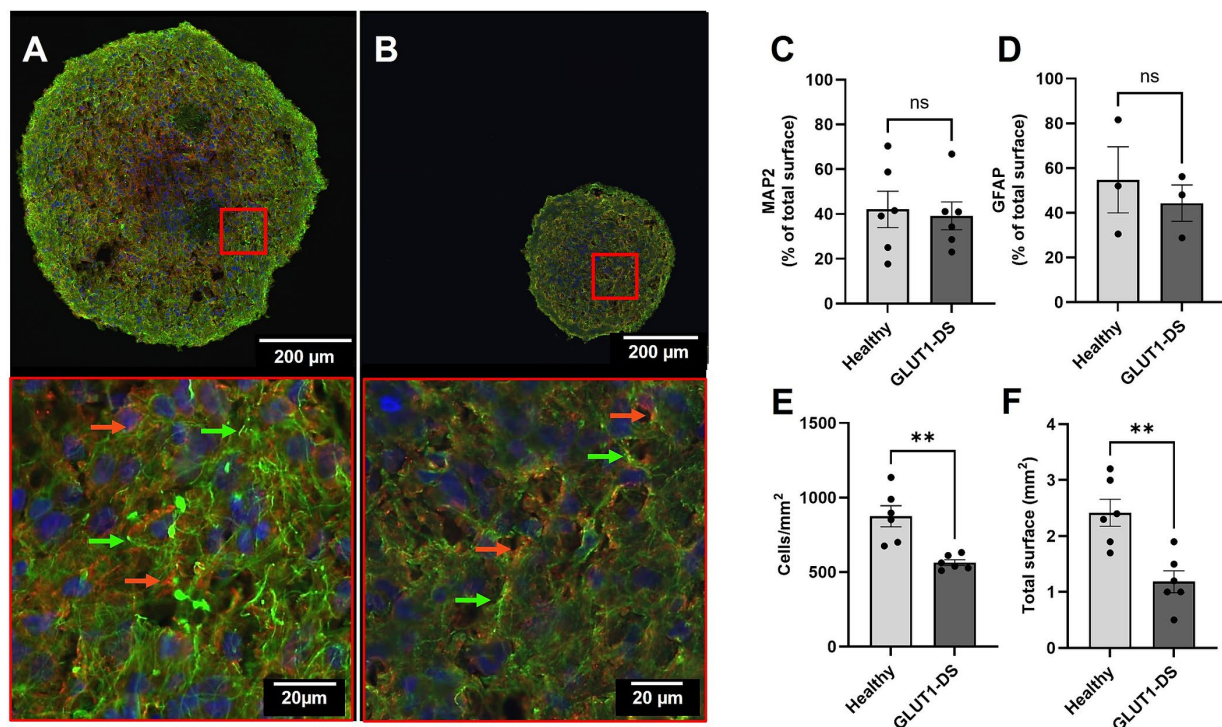 A
200 µm
20µm
B
200 µm
20 µm
C
MAP2
(% of total surface)
100
80
60
40
20
0
ns
Healthy
GLUT1-DS
D
GFAP
(% of total surface)
100
80
60
40
20
0
ns
Healthy
GLUT1-DS
E
Cells/mm²
1500
1000
500
0
**
Healthy
GLUT1-DS
F
Total surface (mm²)
4
3
2
1
0
**
Healthy
GLUT1-DS